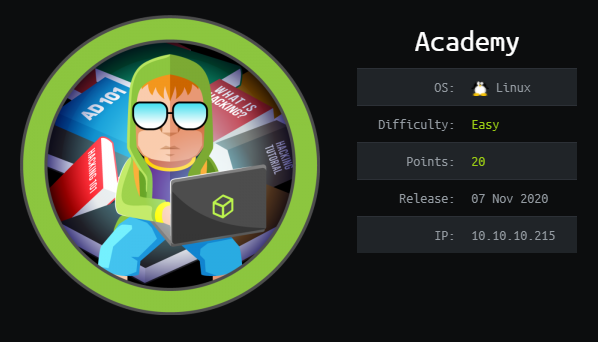 Academy
OS: Linux
Difficulty: Easy
Points: 20
Release: 07 Nov 2020
IP: 10.10.10.215
AD 101
WHAT IS
HACKING?
HACKING 101
HACKING
TUTORIAL